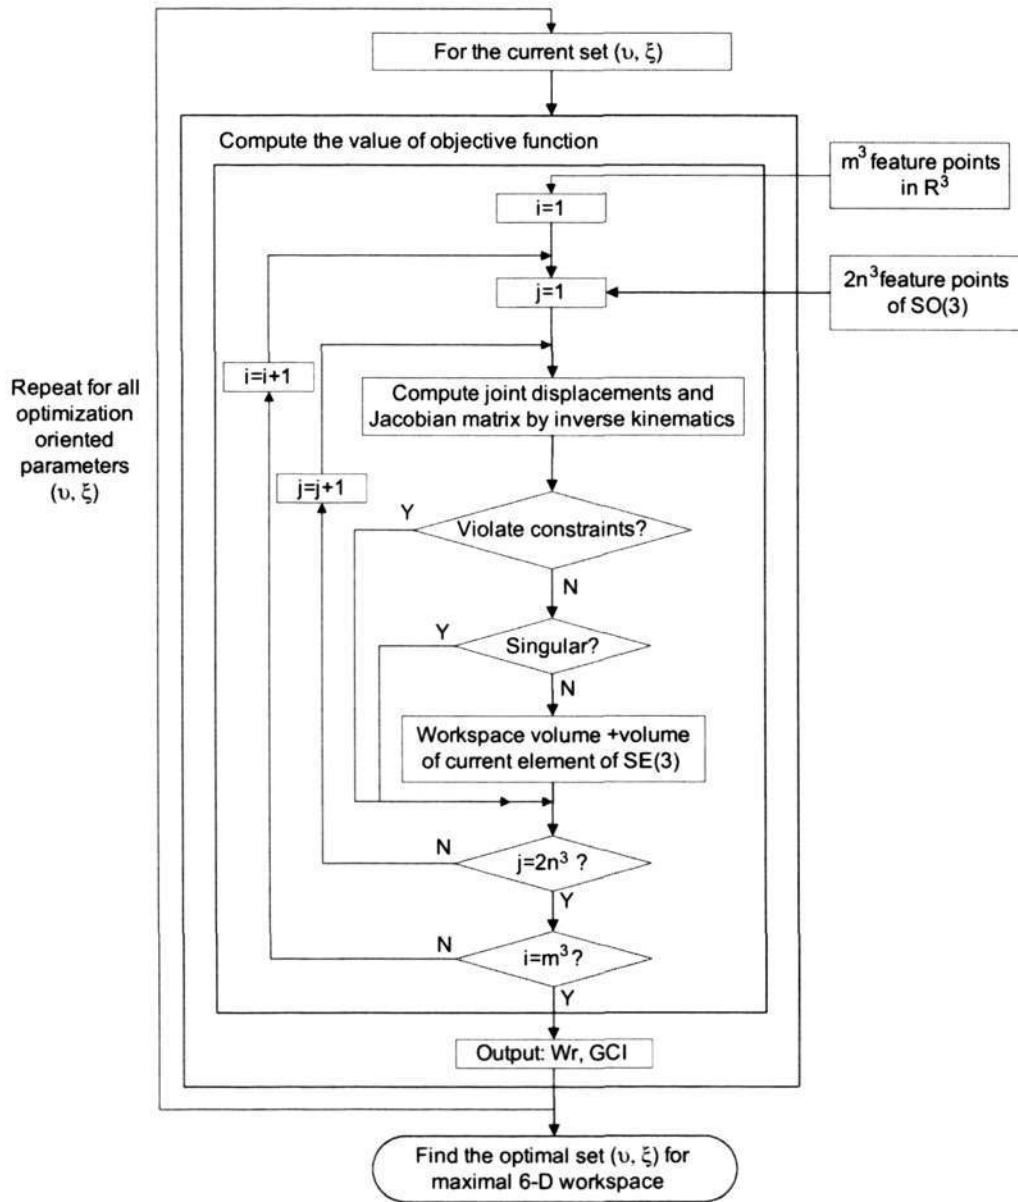 For the current set (υ, ξ)
Compute the value of objective function
m³ feature points
in R³
i=1
2n³ feature points
of SO(3)
j=1
i=i+1
Repeat for all
optimization
oriented
parameters
(υ, ξ)
Compute joint displacements and
Jacobian matrix by inverse kinematics
j=j+1
Y
Violate constraints?
N
Y
Singular?
N
Workspace volume +volume
of current element of SE(3)
N
j=2n³ ?
Y
N
i=m³ ?
Y
Output: Wr, GCI
Find the optimal set (υ, ξ) for
maximal 6-D workspace